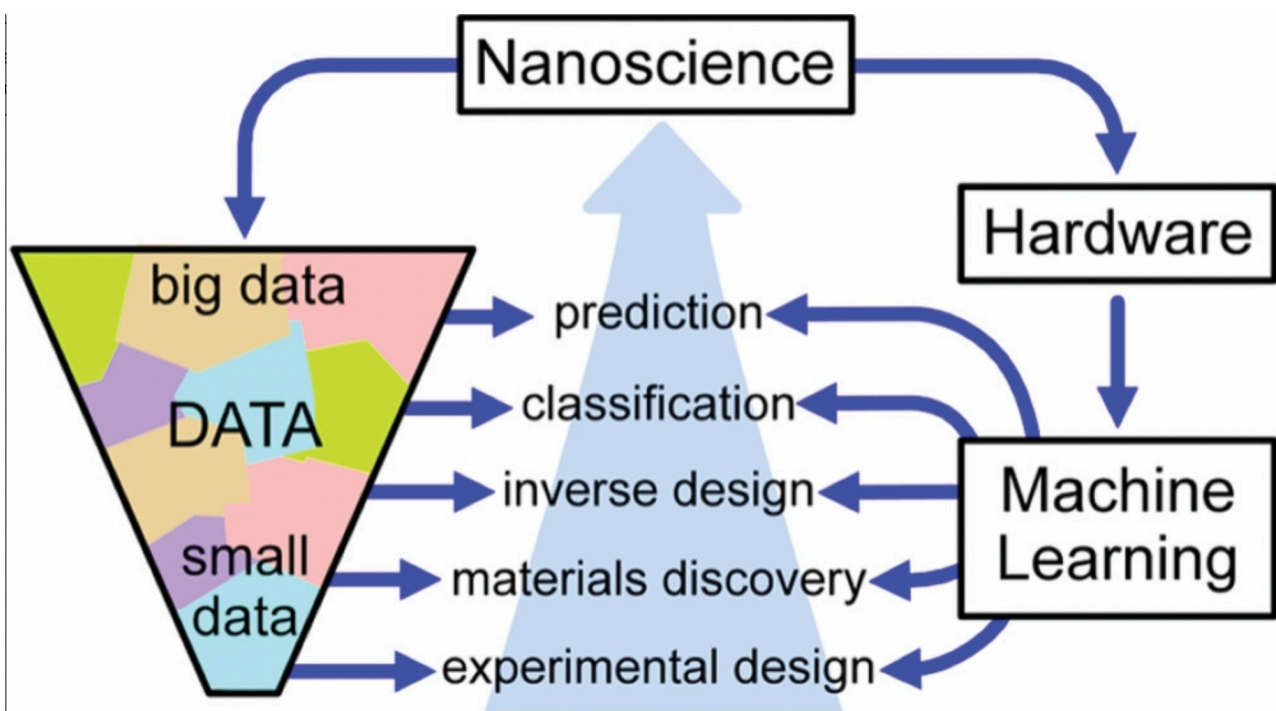 Nanoscience
Hardware
big data
prediction
DATA
classification
inverse design
Machine
Learning
small
data
materials discovery
experimental design